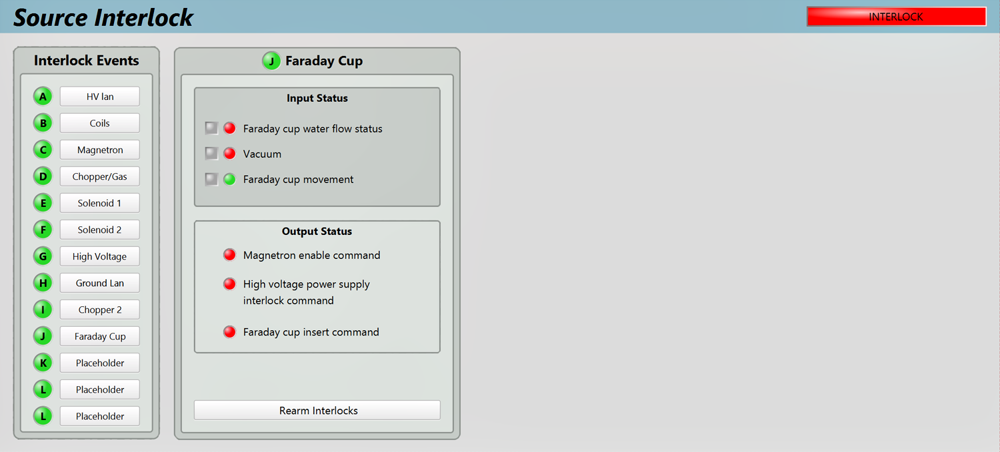 Source Interlock
INTERLOCK
Interlock Events
A HV lan
B Coils
C Magnetron
D Chopper/Gas
E Solenoid 1
F Solenoid 2
G High Voltage
H Ground Lan
I Chopper 2
J Faraday Cup
K Placeholder
L Placeholder
L Placeholder
J Faraday Cup
Input Status
Faraday cup water flow status
Vacuum
Faraday cup movement
Output Status
Magnetron enable command
High voltage power supply
interlock command
Faraday cup insert command
Rearm Interlocks